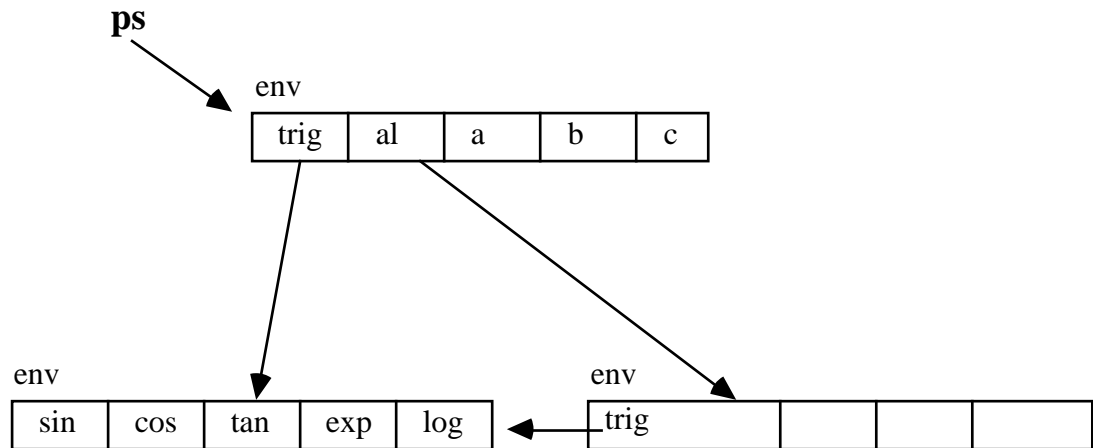 ps
env
trig al a b c
env env
sin cos tan exp log trig